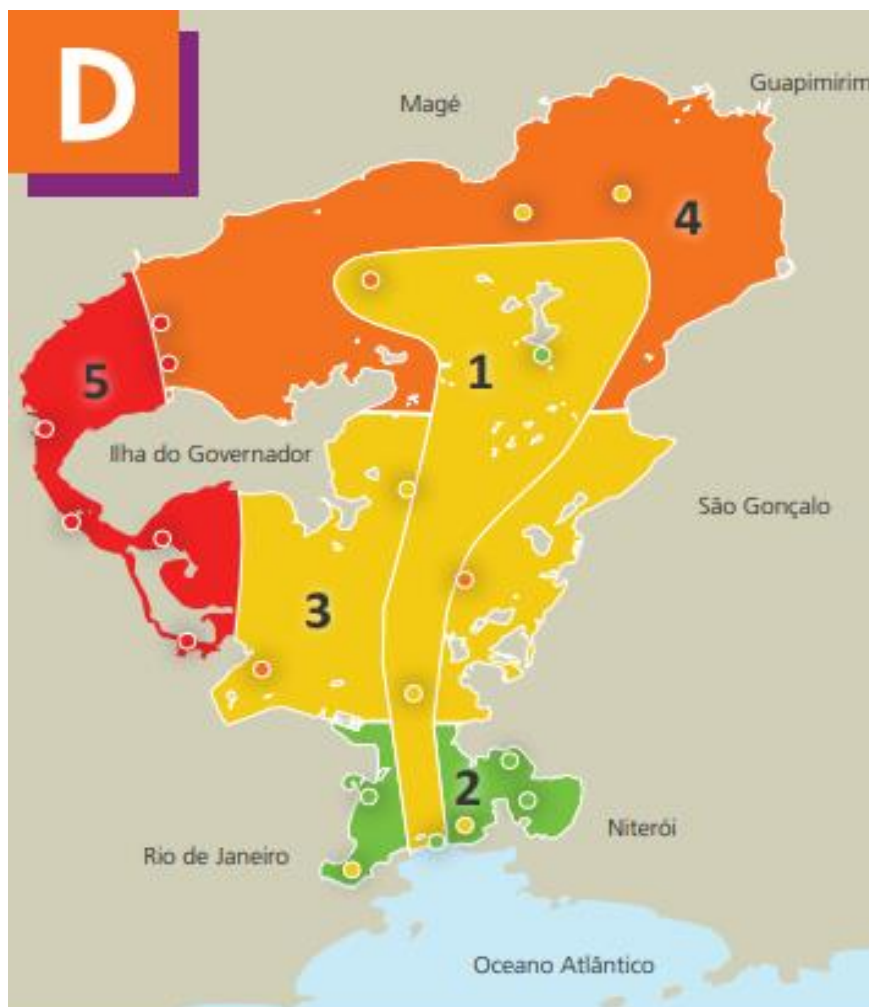 D
Magé
Guapimirim
4
1
5
Ilha do Governador
São Gonçalo
3
2
Niterói
Rio de Janeiro
Oceano Atlântico